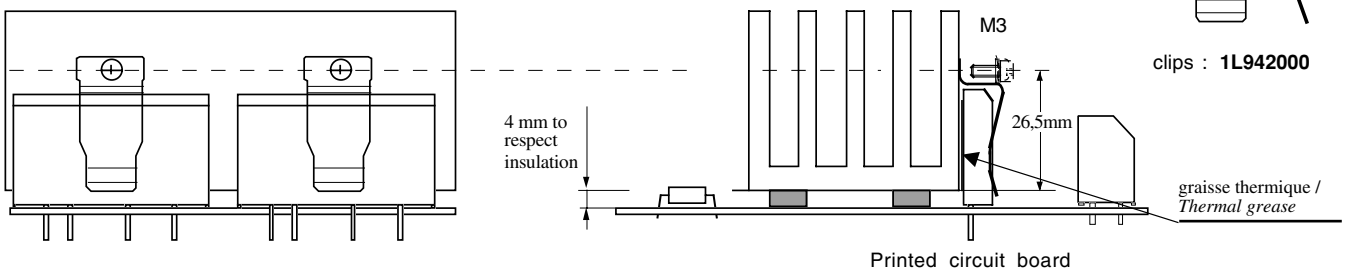 M3
clips : 1L942000
4 mm to
respect
insulation
26,5mm
graisse thermique /
Thermal grease
Printed circuit board